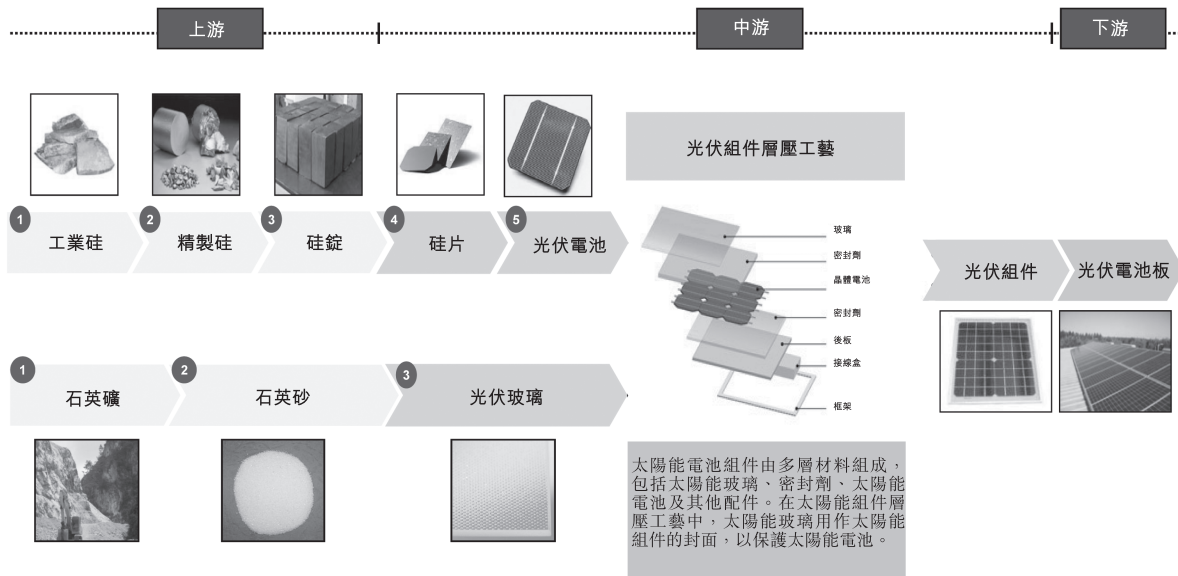 上游
中游
下游
光伏組件層壓工藝
1
工業硅
2
精製硅
3
硅錠
4
硅片
5
光伏電池
玻璃
密封劑
晶體電池
密封劑
後板
接線盒
框架
光伏組件
光伏電池板
1
石英礦
2
石英砂
3
光伏玻璃
太陽能電池組件由多層材料組成，
包括太陽能玻璃、密封劑、太陽能
電池及其他配件。在太陽能組件層
壓工藝中，太陽能玻璃用作太陽能
組件的封面，以保護太陽能電池。